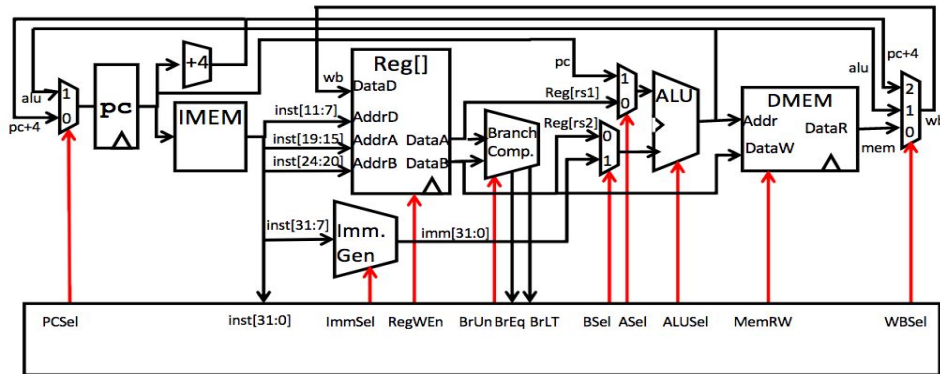 pc+4
alu
+4
Reg[]
pc
wb
DataD
alu
1
pc
1
ALU
2
DMEM
pc+4
0
IMEM
inst[11:7]
AddrD
Reg[rs1]
0
Addr
1
inst[19:15]
AddrA
DataA
Branch
Comp.
Reg[rs2]
0
DataR
0
wb
inst[24:20]
AddrB
DataB
1
DataW
mem
inst[31:7]
Imm.
Gen
imm[31:0]
PCSel
inst[31:0]
ImmSel
RegWEn
BrUn
BrEq
BrLT
BSel
ASel
ALUSel
MemRW
WBSel